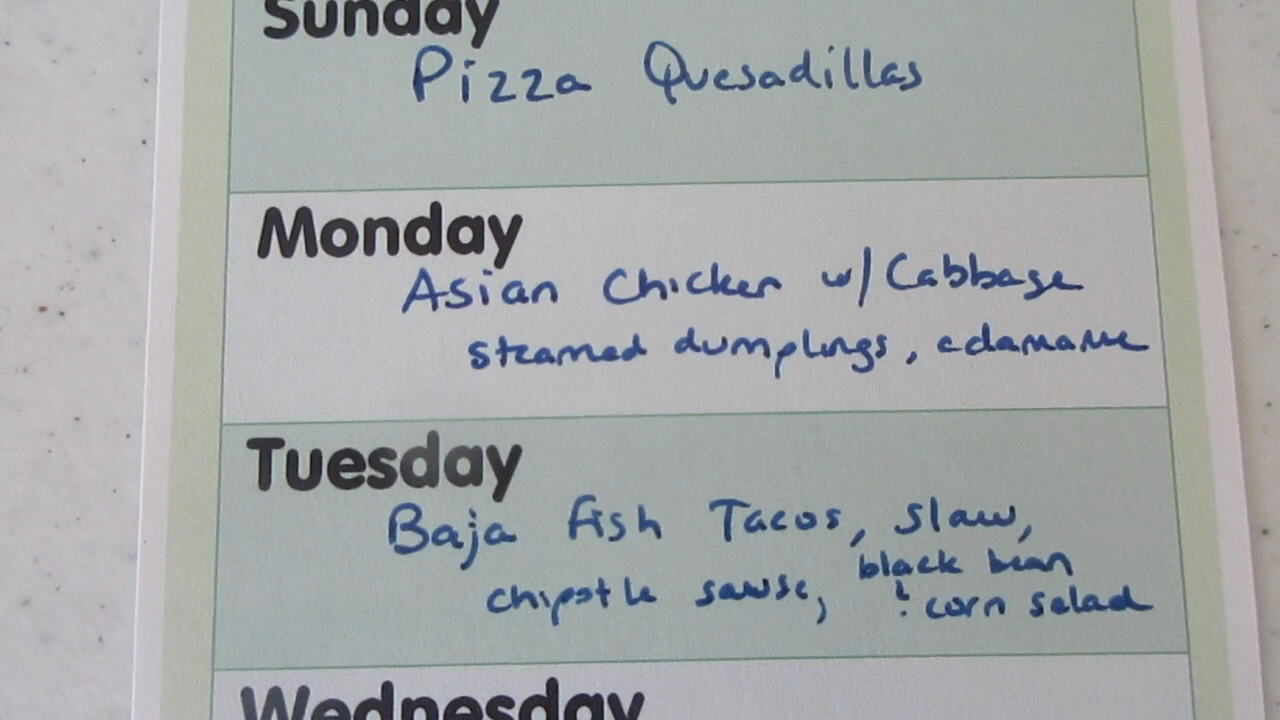 Sunday
Pizza Quesadillas
Monday
Asian Chicken w/ Cabbage
steamed dumplings, edamame
Tuesday
Baja fish Tacos, slaw,
chipotle sawse, black bean
& corn salad
Wednesday